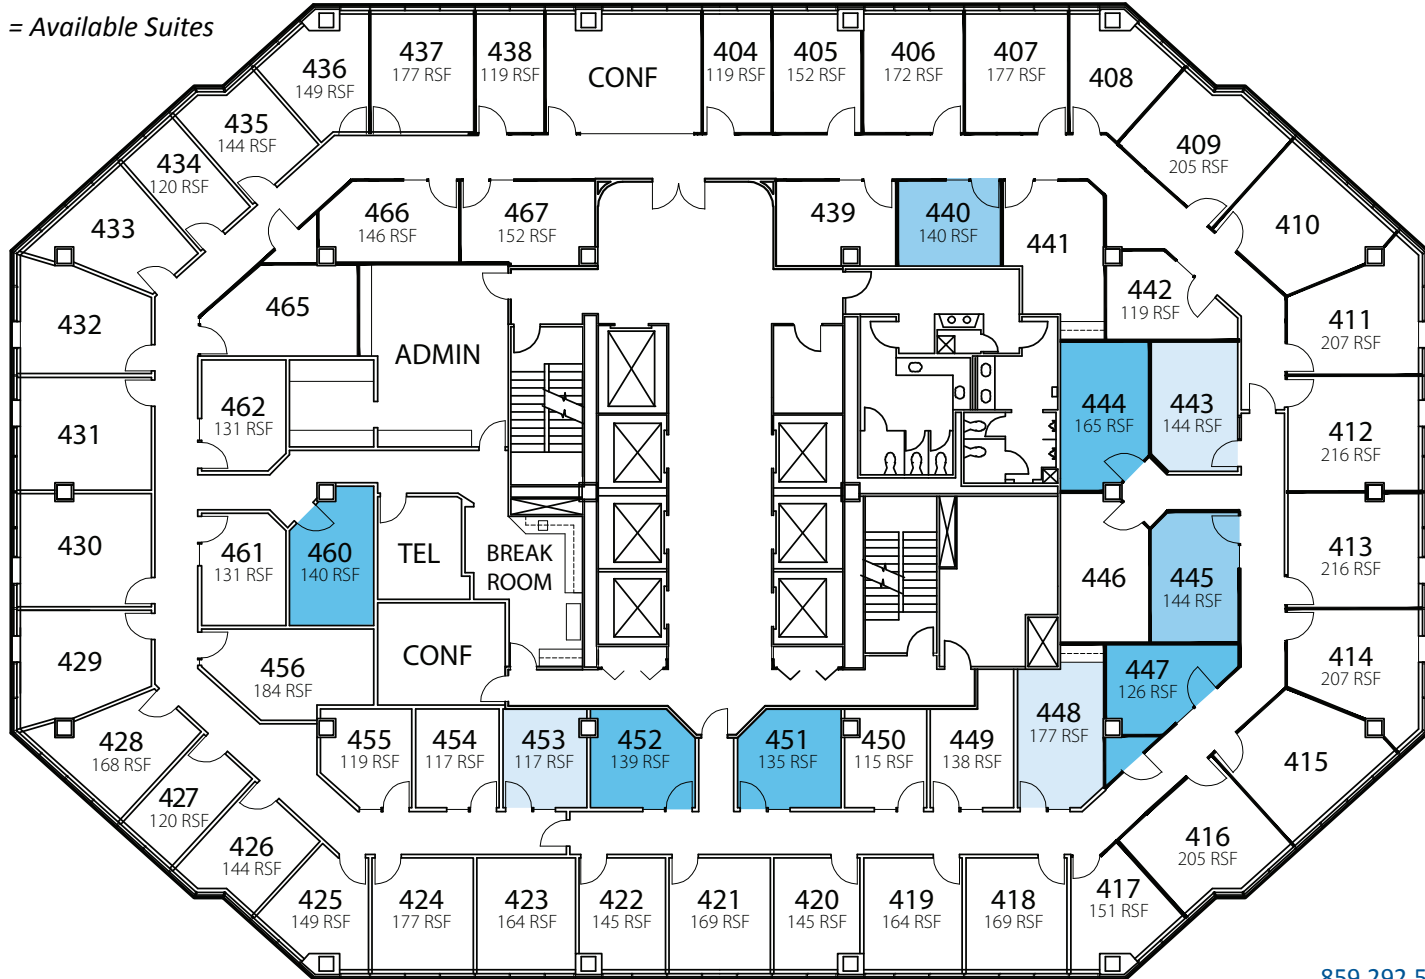 = Available Suites
436
149 RSF
437
177 RSF
438
119 RSF
CONF
404
119 RSF
405
152 RSF
406
172 RSF
407
177 RSF
408
435
144 RSF
409
205 RSF
434
120 RSF
433
410
466
146 RSF
467
152 RSF
439
440
140 RSF
441
442
119 RSF
432
465
411
207 RSF
ADMIN
462
131 RSF
444
165 RSF
443
144 RSF
431
412
216 RSF
430
461
131 RSF
460
140 RSF
TEL
BREAK
ROOM
446
445
144 RSF
413
216 RSF
429
456
184 RSF
CONF
447
126 RSF
414
207 RSF
428
168 RSF
455
119 RSF
454
117 RSF
453
117 RSF
452
139 RSF
451
135 RSF
450
115 RSF
449
138 RSF
448
177 RSF
415
427
120 RSF
426
144 RSF
416
205 RSF
425
149 RSF
424
177 RSF
423
164 RSF
422
145 RSF
421
169 RSF
420
145 RSF
419
164 RSF
418
169 RSF
417
151 RSF